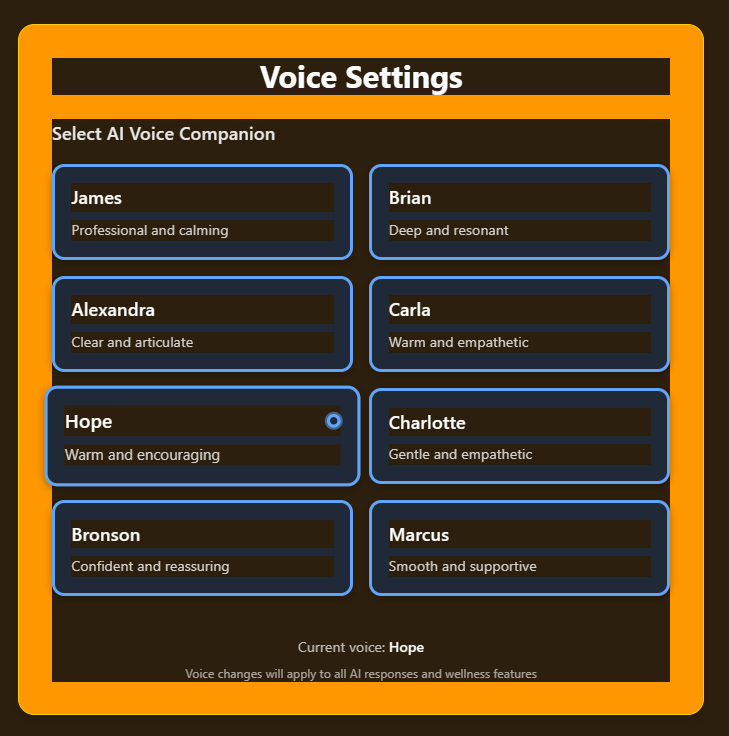 Voice Settings
Select AI Voice Companion
James
Professional and calming
Brian
Deep and resonant
Alexandra
Clear and articulate
Carla
Warm and empathetic
Hope
Warm and encouraging
Charlotte
Gentle and empathetic
Bronson
Confident and reassuring
Marcus
Smooth and supportive
Current voice: Hope
Voice changes will apply to all AI responses and wellness features